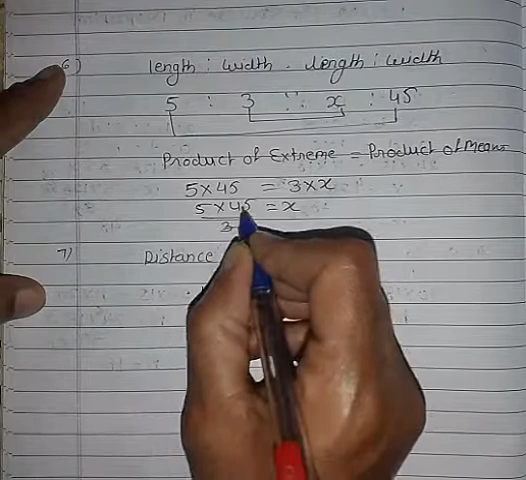 6) length : width . length : width
5 : 3 :: x : 45
Product of Extreme = Product of Means
5 × 45 = 3 × x
5 × 45 = x
3
7) Distance